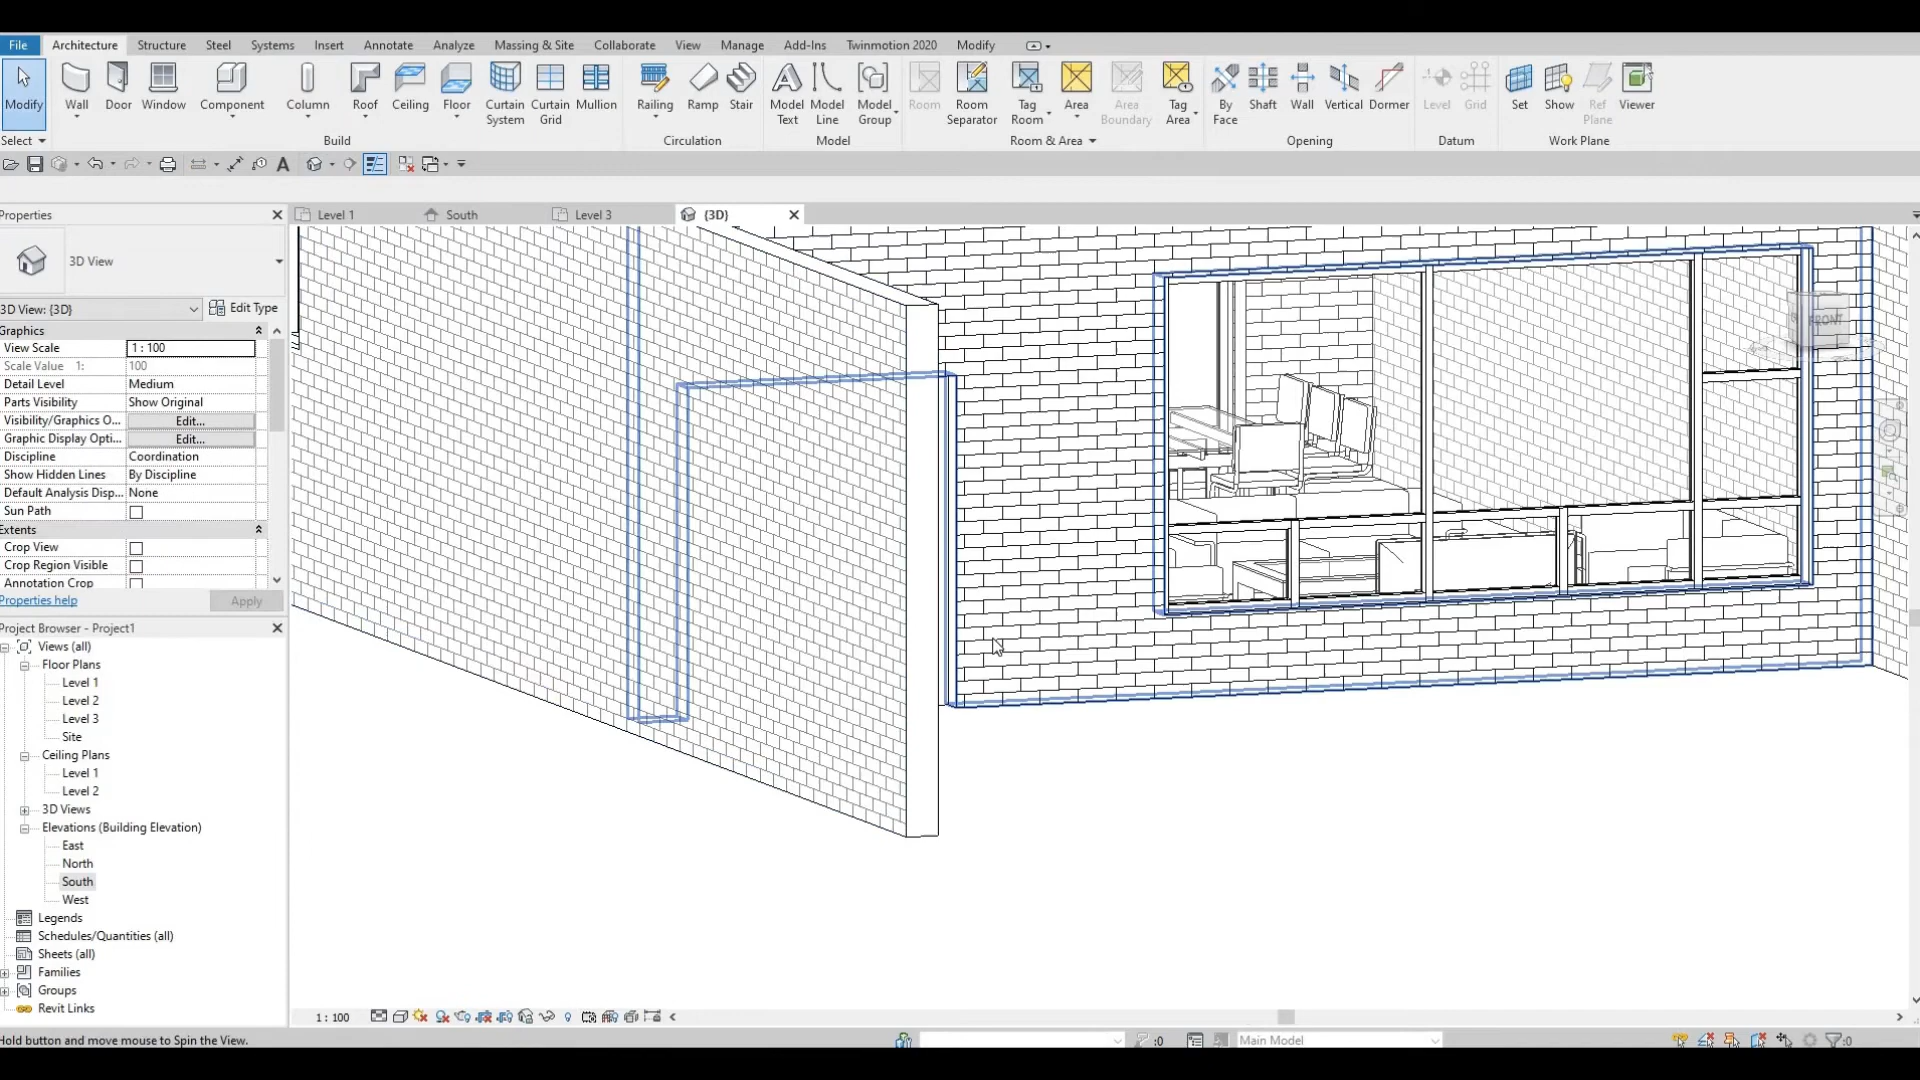 File Architecture Structure Steel Systems Insert Annotate Analyze Massing & Site Collaborate View Manage Add-Ins Twinmotion 2020 Modify
Modify Wall Door Window Component Column Roof Ceiling Floor Curtain System Curtain Grid Mullion Railing Ramp Stair Model Text Model Line Model Group Room Room Separator Tag Room Area Area Boundary Tag Area By Face Shaft Wall Vertical Dormer Level Grid Set Show Ref Plane Viewer
Select Build Circulation Model Room & Area Opening Datum Work Plane
Properties
Level 1 South Level 3 {3D}
3D View
3D View: {3D} Edit Type
Graphics
View Scale 1 : 100
Scale Value 1: 100
Detail Level Medium
Parts Visibility Show Original
Visibility/Graphics O... Edit...
Graphic Display Opti... Edit...
Discipline Coordination
Show Hidden Lines By Discipline
Default Analysis Disp... None
Sun Path
Extents
Crop View
Crop Region Visible
Annotation Crop
Properties help Apply
Project Browser - Project1
Views (all)
Floor Plans
Level 1
Level 2
Level 3
Site
Ceiling Plans
Level 1
Level 2
3D Views
Elevations (Building Elevation)
East
North
South
West
Legends
Schedules/Quantities (all)
Sheets (all)
Families
Groups
Revit Links
FRONT
1 : 100
Hold button and move mouse to Spin the View.
:0
Main Model
:0